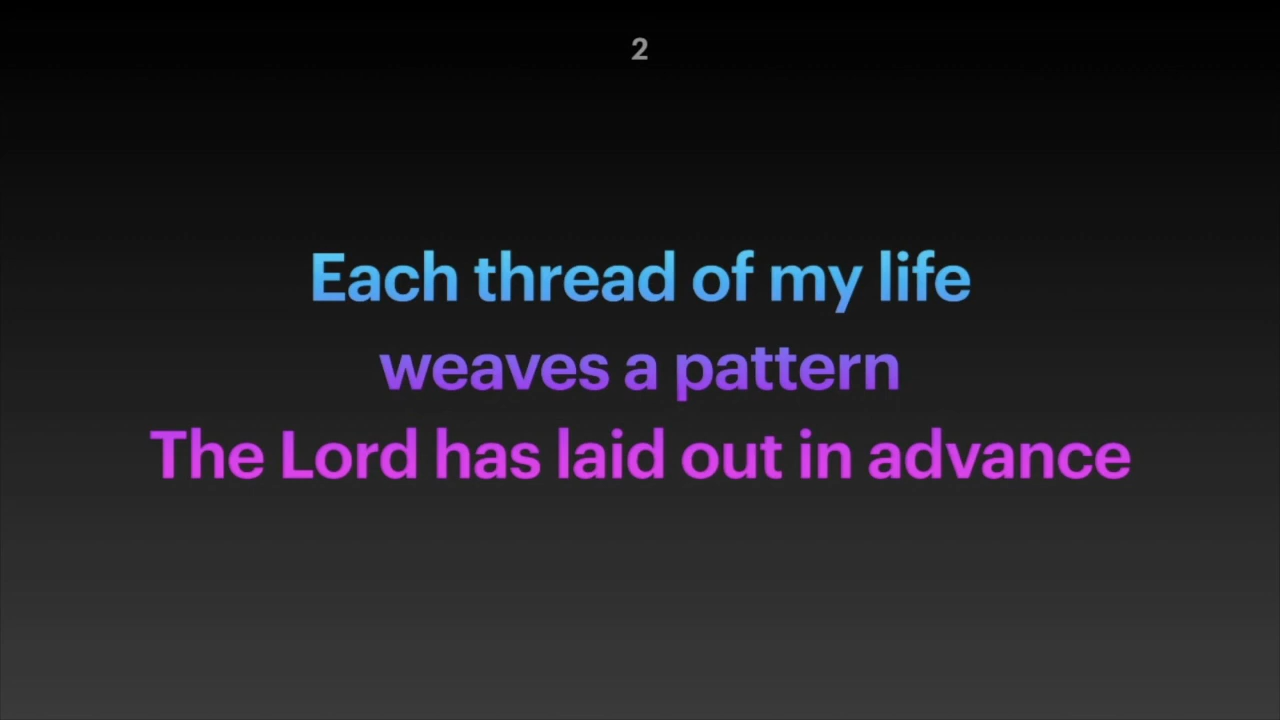 2
Each thread of my life
weaves a pattern
The Lord has laid out in advance